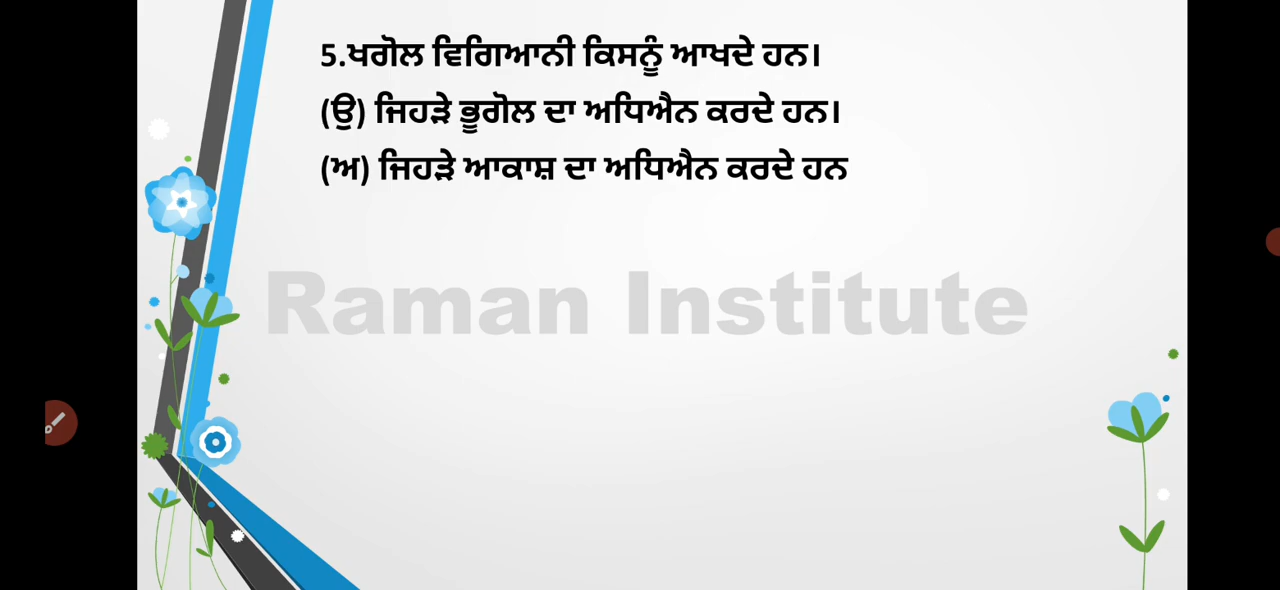 5.ਖਗੋਲ ਵਿਗਿਆਨੀ ਕਿਸਨੂੰ ਆਖਦੇ ਹਨ।
(ੳ) ਜਿਹੜੇ ਭੂਗੋਲ ਦਾ ਅਧਿਐਨ ਕਰਦੇ ਹਨ।
(ਅ) ਜਿਹੜੇ ਆਕਾਸ਼ ਦਾ ਅਧਿਐਨ ਕਰਦੇ ਹਨ
Raman Institute